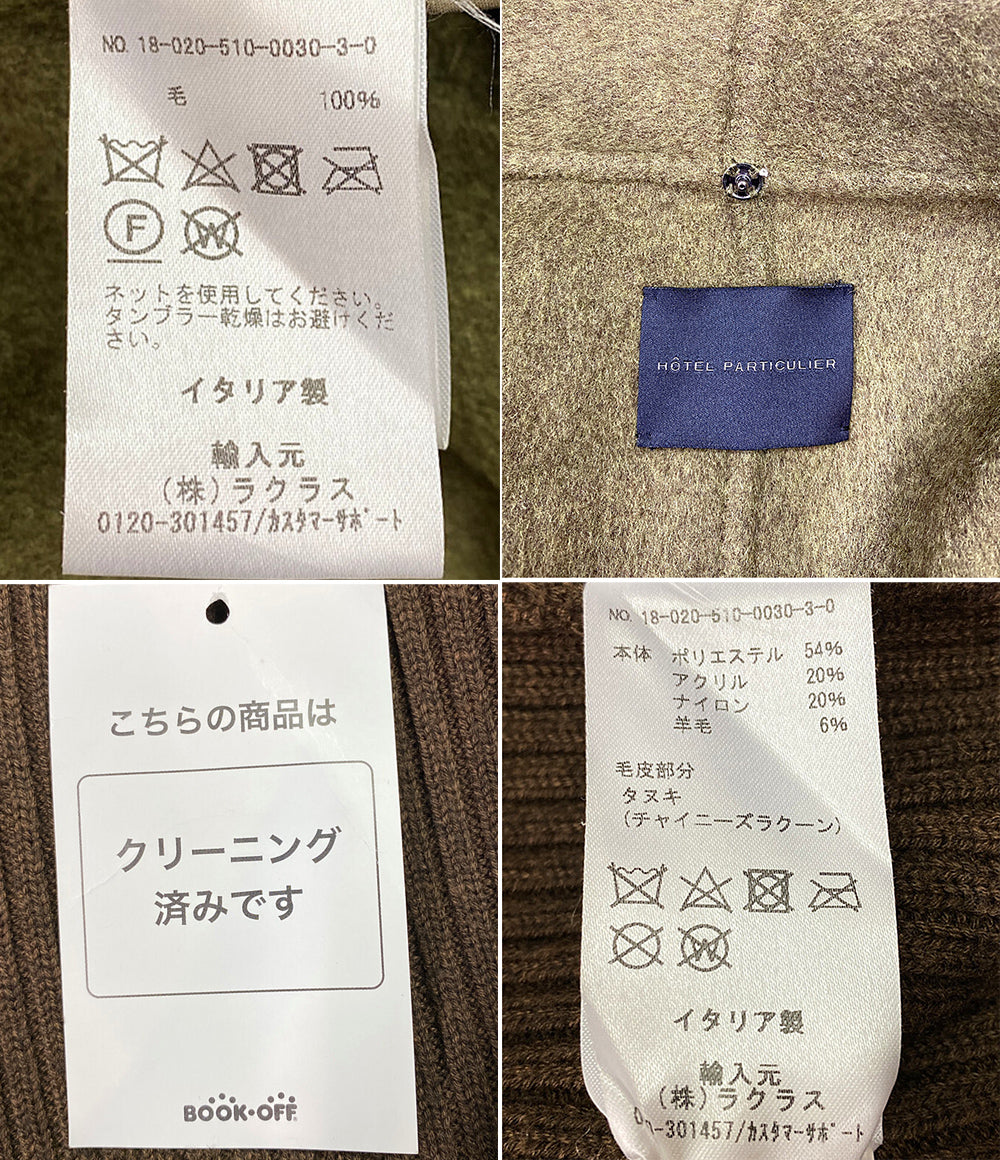 NO. 18-020-510-0030-3-0
毛 100%
F
W
ネットを使用してください。
タンブラー乾燥はお避けくだ
さい。
イタリア製
輸入元
(株)ラクラス
0120-301457/ｶｽﾀﾏｰｻﾎﾟｰﾄ
HÔTEL PARTICULIER
こちらの商品は
クリーニング
済みです
BOOK・OFF
NO. 18-020-510-0030-3-0
本体 ポリエステル 54%
アクリル 20%
ナイロン 20%
羊毛 6%
毛皮部分
タヌキ
(チャイニーズラクーン)
W
イタリア製
輸入元
(株)ラクラス
-301457/ｶｽﾀﾏｰｻﾎﾟｰﾄ